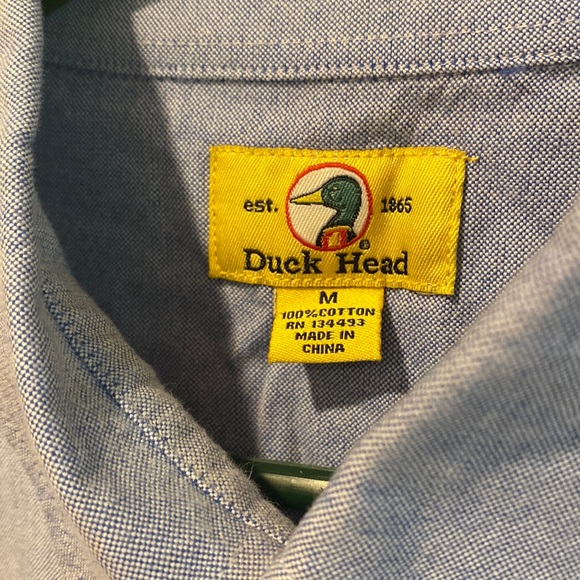 est. 1865
®
Duck Head
M
100%COTTON
RN 134493
MADE IN
CHINA